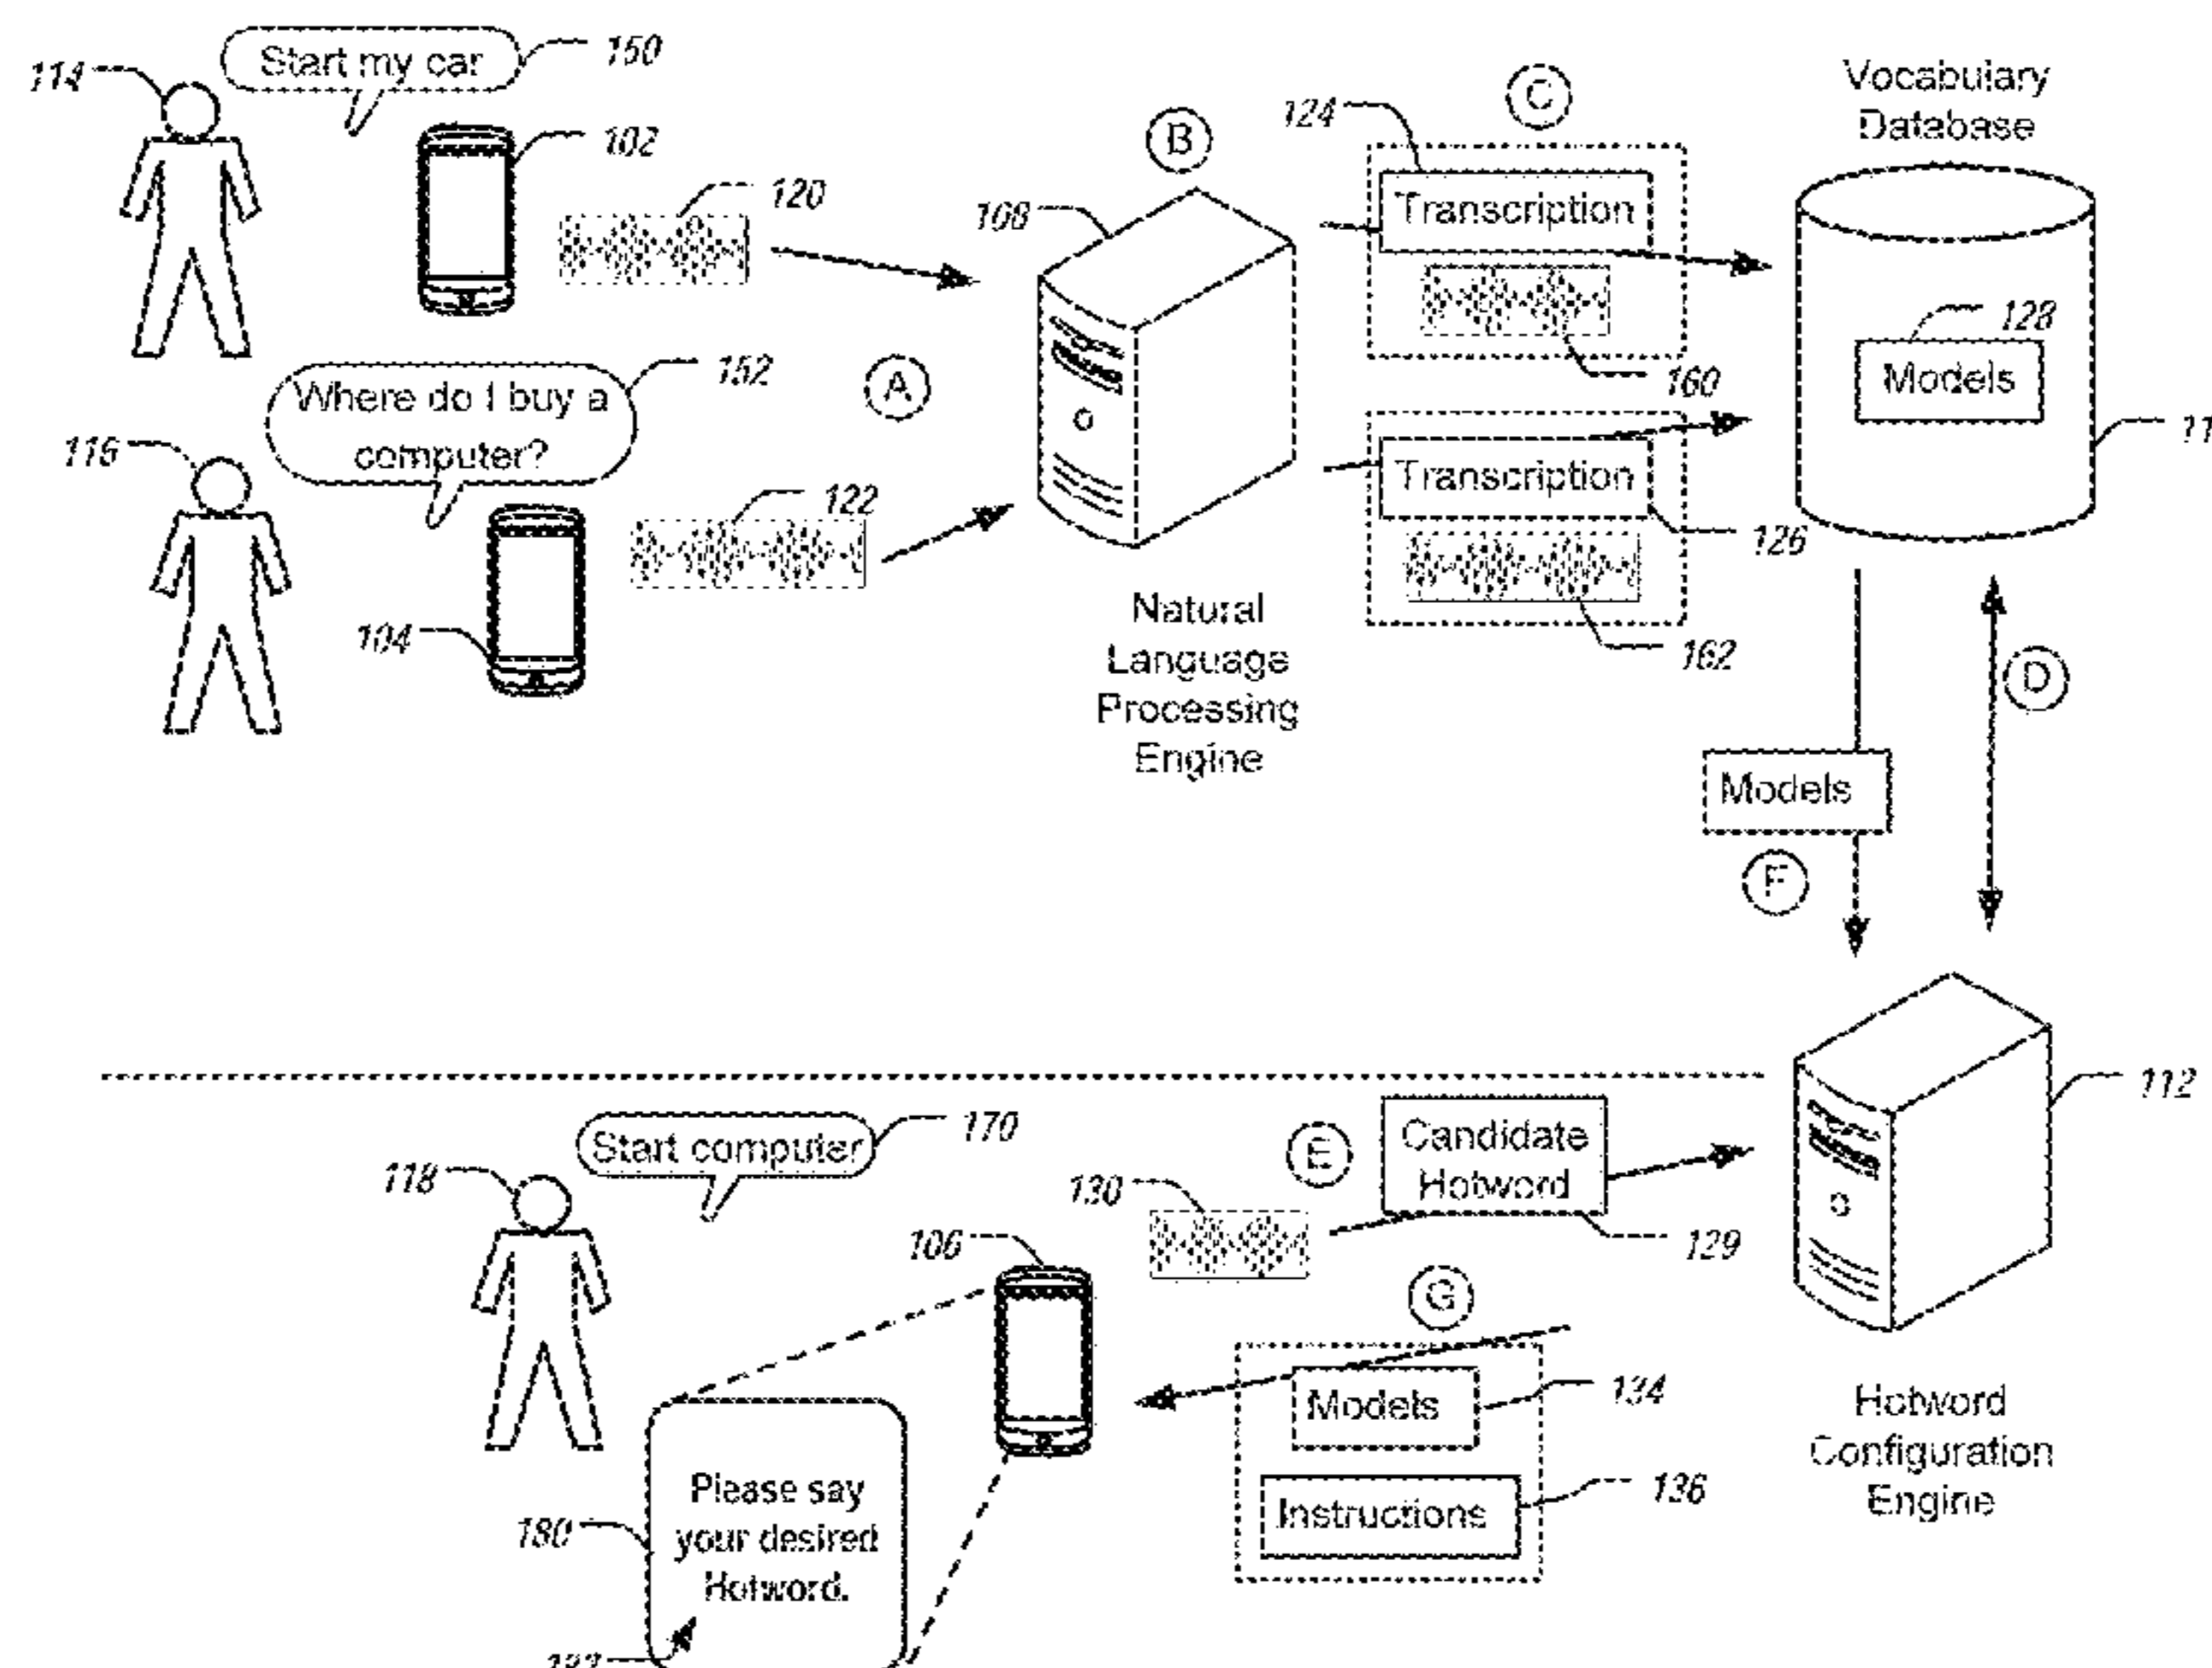 Start my car
150
114
102
120
Where do I buy a
computer?
152
116
104
122
A
B
108
Natural
Language
Processing
Engine
C
124
Transcription
160
Transcription
126
162
Vocabulary
Database
128
Models
D
Models
F
112
Hotword
Configuration
Engine
Start computer
170
118
106
130
E
Candidate
Hotword
129
G
Models
134
Instructions
136
180
Please say
your desired
Hotword.